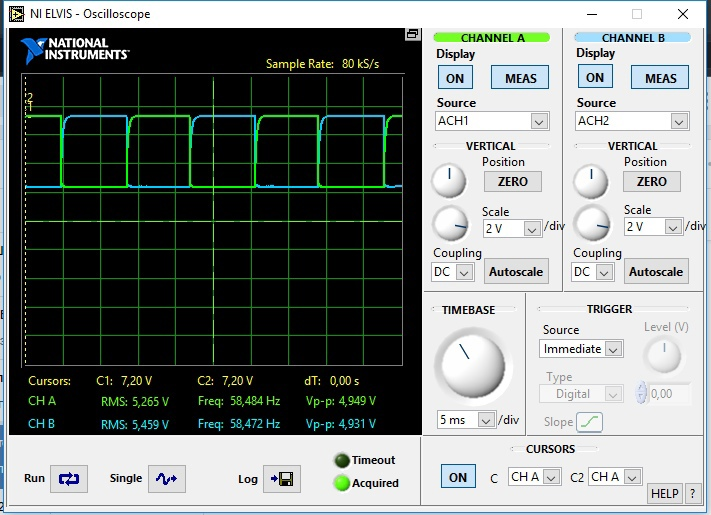 NI ELVIS - Oscilloscope
NATIONAL
INSTRUMENTS™
Sample Rate: 80 kS/s
2
1
Cursors: C1: 7,20 V C2: 7,20 V dT: 0,00 s
CH A RMS: 5,265 V Freq: 58,484 Hz Vp-p: 4,949 V
CH B RMS: 5,459 V Freq: 58,472 Hz Vp-p: 4,931 V
Run Single Log
Timeout
Acquired
CHANNEL A
Display
ON MEAS
Source
ACH1
VERTICAL
Position
ZERO
Scale
2 V /div
Coupling
DC Autoscale
CHANNEL B
Display
ON MEAS
Source
ACH2
VERTICAL
Position
ZERO
Scale
2 V /div
Coupling
DC Autoscale
TIMEBASE
5 ms /div
TRIGGER
Source Level (V)
Immediate
Type
Digital 0,00
Slope
CURSORS
ON C CH A C2 CH A
HELP ?